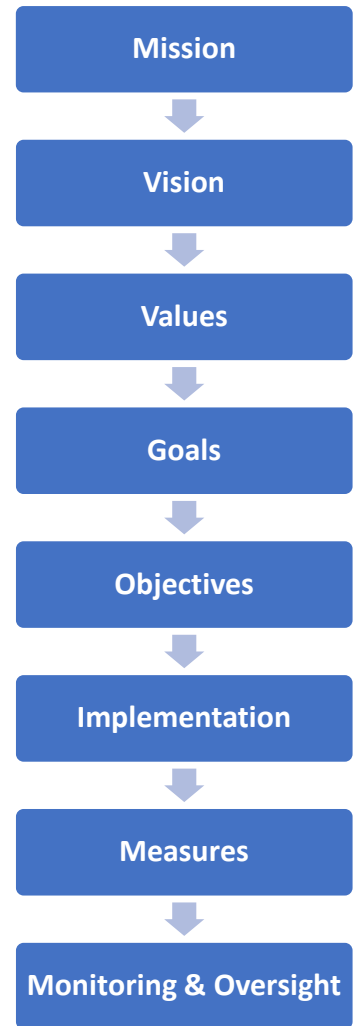 Mission
Vision
Values
Goals
Objectives
Implementation
Measures
Monitoring & Oversight